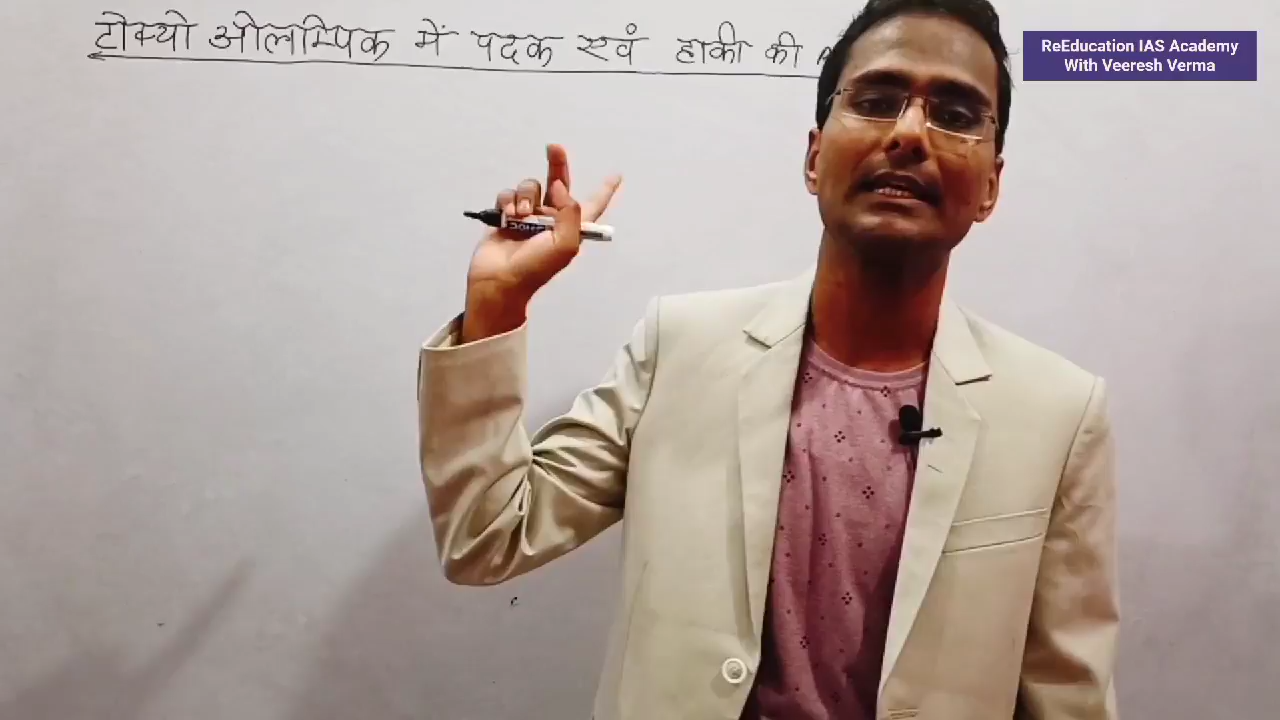 टोक्यो ओलम्पिक में पदक एवं हाकी की
ReEducation IAS Academy
With Veeresh Verma